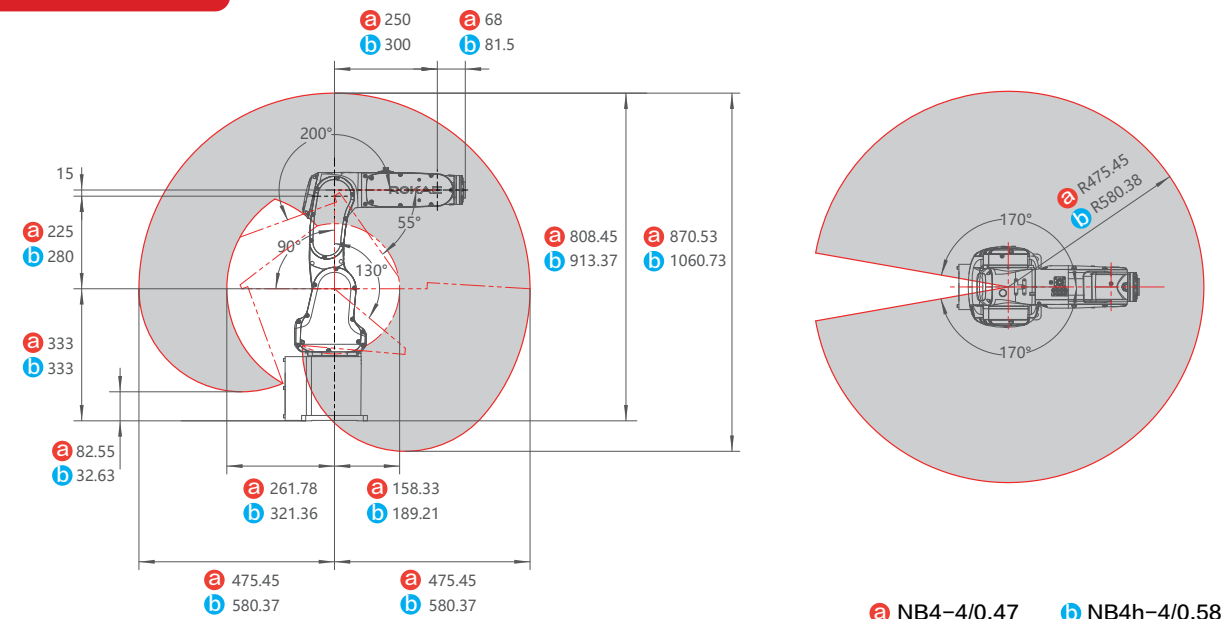 a 250
b 300
a 68
b 81.5
200°
15
ROKAE
55°
a 225
b 280
90°
130°
a 808.45
b 913.37
a 870.53
b 1060.73
a R475.45
b R580.38
170°
170°
a 333
b 333
a 82.55
b 32.63
a 261.78
b 321.36
a 158.33
b 189.21
a 475.45
b 580.37
a 475.45
b 580.37
a NB4-4/0.47
b NB4h-4/0.58